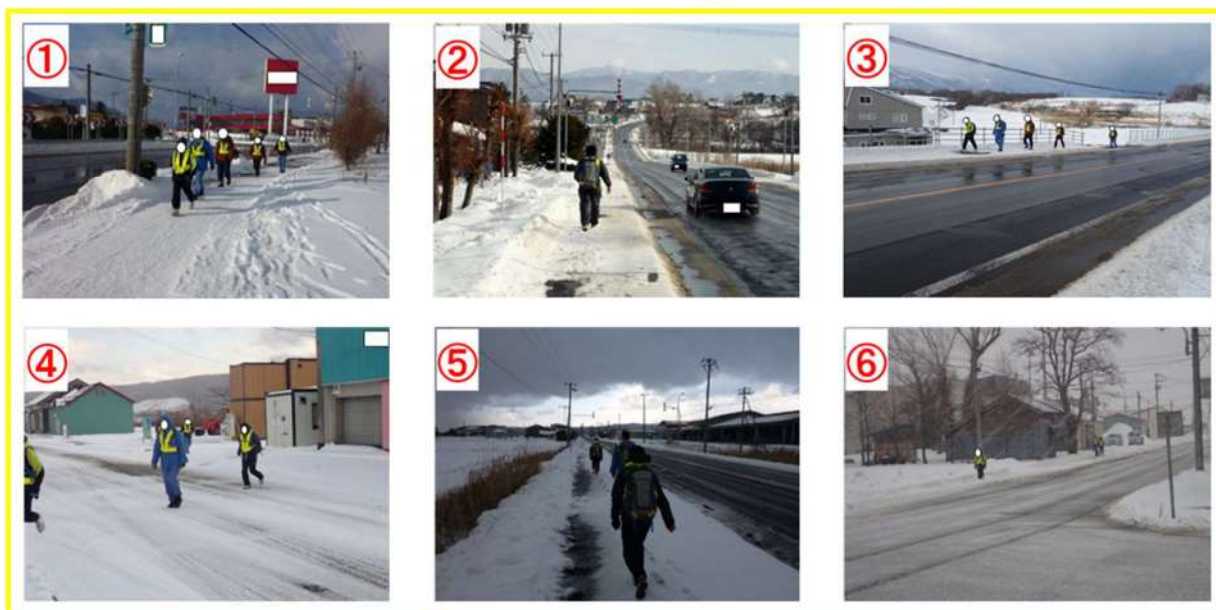 ① ② ③
④ ⑤ ⑥